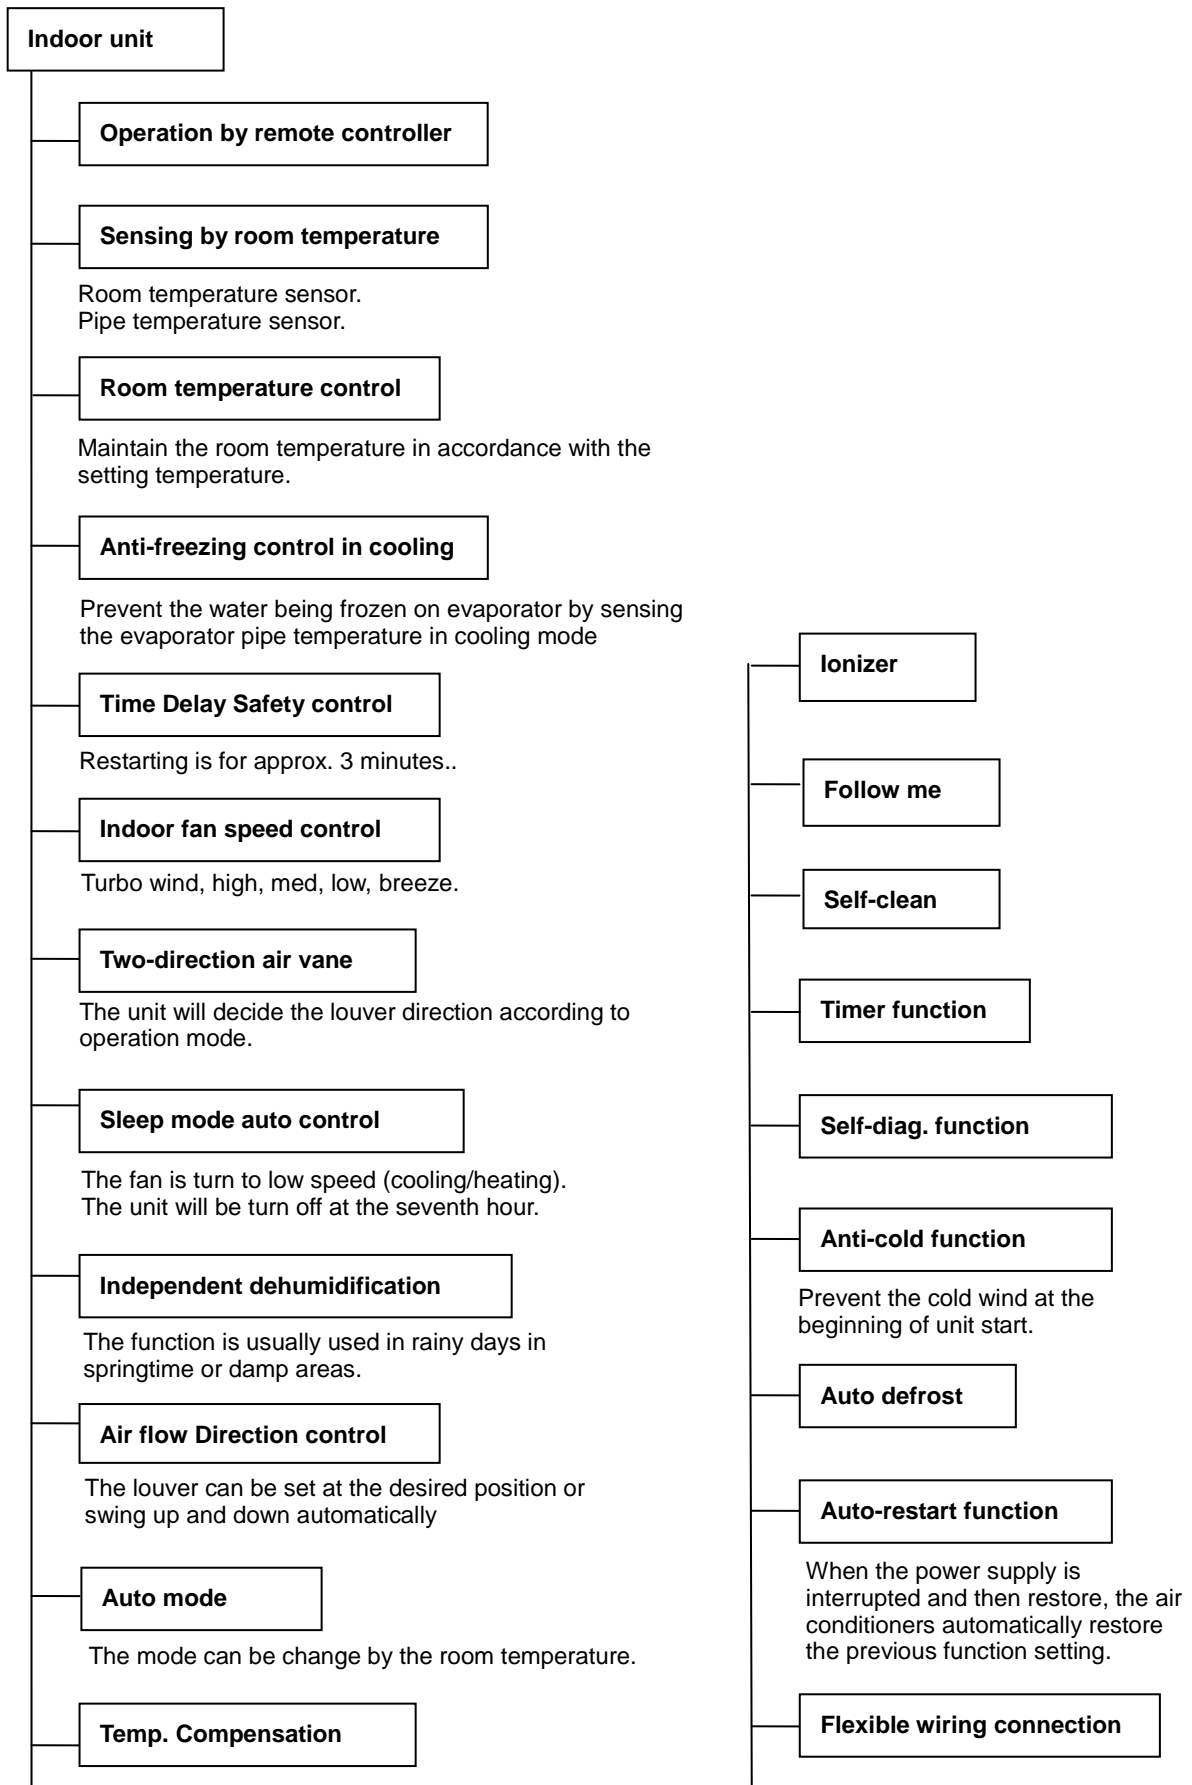 Indoor unit
Operation by remote controller
Sensing by room temperature
Room temperature sensor.
Pipe temperature sensor.
Room temperature control
Maintain the room temperature in accordance with the
setting temperature.
Anti-freezing control in cooling
Prevent the water being frozen on evaporator by sensing
the evaporator pipe temperature in cooling mode
Time Delay Safety control
Restarting is for approx. 3 minutes..
Indoor fan speed control
Turbo wind, high, med, low, breeze.
Two-direction air vane
The unit will decide the louver direction according to
operation mode.
Sleep mode auto control
The fan is turn to low speed (cooling/heating).
The unit will be turn off at the seventh hour.
Independent dehumidification
The function is usually used in rainy days in
springtime or damp areas.
Air flow Direction control
The louver can be set at the desired position or
swing up and down automatically
Auto mode
The mode can be change by the room temperature.
Temp. Compensation
Ionizer
Follow me
Self-clean
Timer function
Self-diag. function
Anti-cold function
Prevent the cold wind at the
beginning of unit start.
Auto defrost
Auto-restart function
When the power supply is
interrupted and then restore, the air
conditioners automatically restore
the previous function setting.
Flexible wiring connection